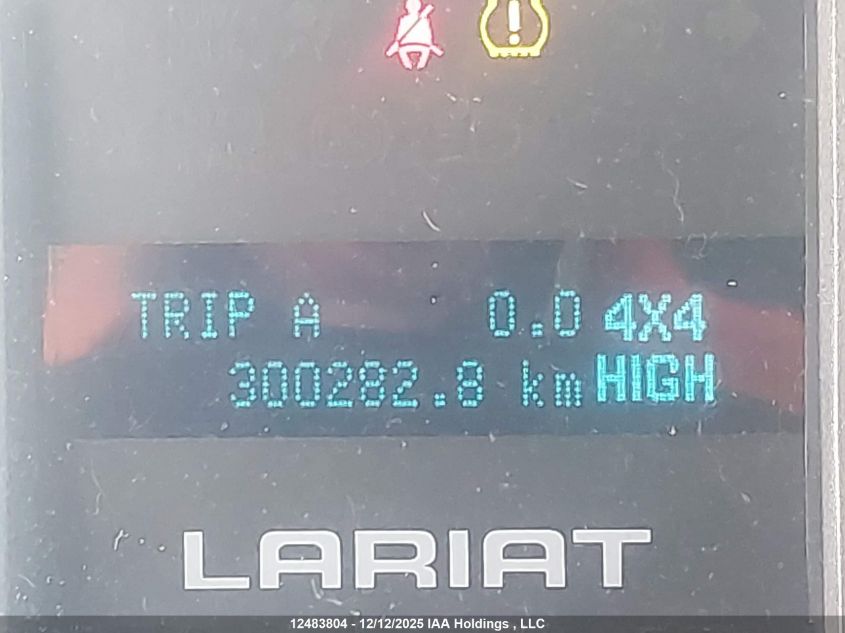 TRIP A 0.0 4X4
300282.8 km HIGH
LARIAT
12483804 - 12/12/2025 IAA Holdings , LLC